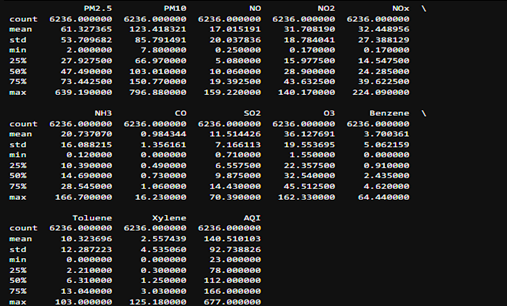 PM2.5 PM10 NO NO2 NOx \
count 6236.000000 6236.000000 6236.000000 6236.000000 6236.000000
mean 61.327365 123.418321 17.015191 31.708190 32.448956
std 53.709682 85.791491 20.037836 18.784041 27.388129
min 2.000000 7.800000 0.250000 0.170000 0.170000
25% 27.927500 66.970000 5.080000 15.977500 14.547500
50% 47.490000 103.010000 10.060000 28.900000 24.285000
75% 73.442500 150.770000 19.392500 43.632500 39.622500
max 639.190000 796.880000 159.220000 140.170000 224.090000
NH3 CO SO2 O3 Benzene \
count 6236.000000 6236.000000 6236.000000 6236.000000 6236.000000
mean 20.737070 0.984344 11.514426 36.127691 3.700361
std 16.088215 1.356161 7.166113 19.553695 5.062159
min 0.120000 0.000000 0.710000 1.550000 0.000000
25% 10.390000 0.490000 6.557500 22.357500 0.910000
50% 14.690000 0.730000 9.875000 32.540000 2.435000
75% 28.545000 1.060000 14.430000 45.512500 4.620000
max 166.700000 16.230000 70.390000 162.330000 64.440000
Toluene Xylene AQI
count 6236.000000 6236.000000 6236.000000
mean 10.323696 2.557439 140.510103
std 12.287223 4.535060 92.738826
min 0.000000 0.000000 23.000000
25% 2.210000 0.300000 78.000000
50% 6.310000 1.250000 112.000000
75% 13.040000 3.030000 166.000000
max 103.000000 125.180000 677.000000